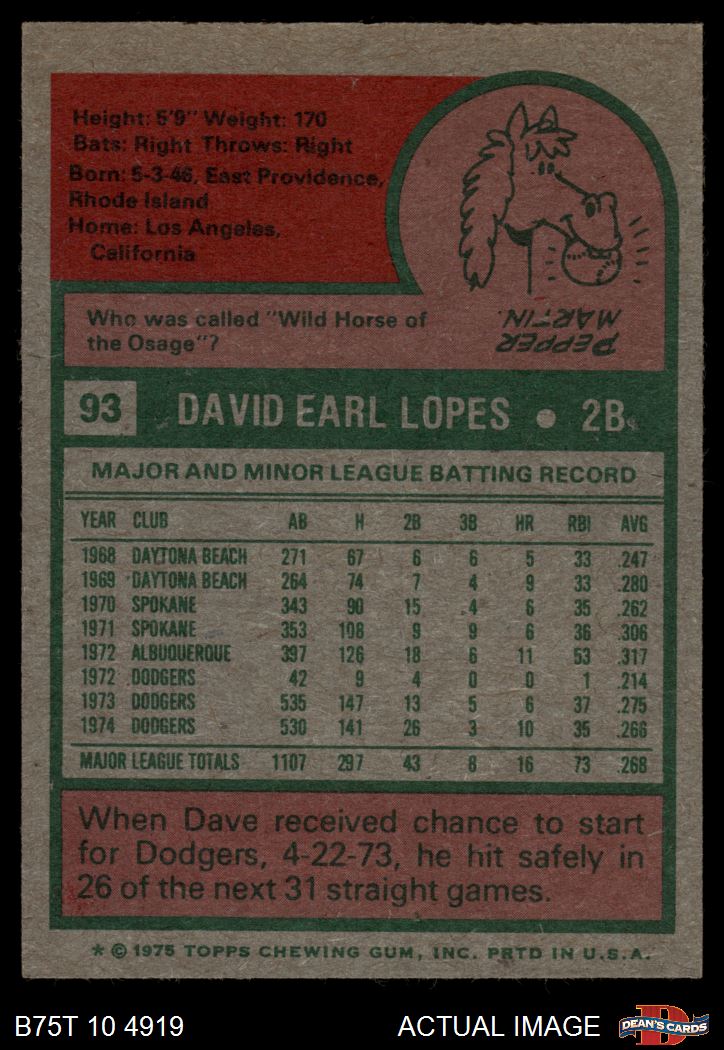 Height: 5'9" Weight: 170
Bats: Right Throws: Right
Born: 5-3-46, East Providence,
Rhode Island
Home: Los Angeles,
California
Who was called "Wild Horse of
the Osage"?
PEPPER
MARTIN.
93 DAVID EARL LOPES • 2B
MAJOR AND MINOR LEAGUE BATTING RECORD
YEAR CLUB AB H 2B 3B HR RBI AVG
1968 DAYTONA BEACH 271 67 6 6 5 33 .247
1969 DAYTONA BEACH 264 74 7 4 9 33 .280
1970 SPOKANE 343 90 15 4 6 35 .262
1971 SPOKANE 353 108 9 9 6 36 .306
1972 ALBUQUERQUE 397 126 18 6 11 53 .317
1972 DODGERS 42 9 4 0 0 1 .214
1973 DODGERS 535 147 13 5 6 37 .275
1974 DODGERS 530 141 26 3 10 35 .266
MAJOR LEAGUE TOTALS 1107 297 43 8 16 73 .268
When Dave received chance to start
for Dodgers, 4-22-73, he hit safely in
26 of the next 31 straight games.
* © 1975 TOPPS CHEWING GUM, INC. PRTD IN U.S.A.
B75T 10 4919 ACTUAL IMAGE
DEAN'S CARDS